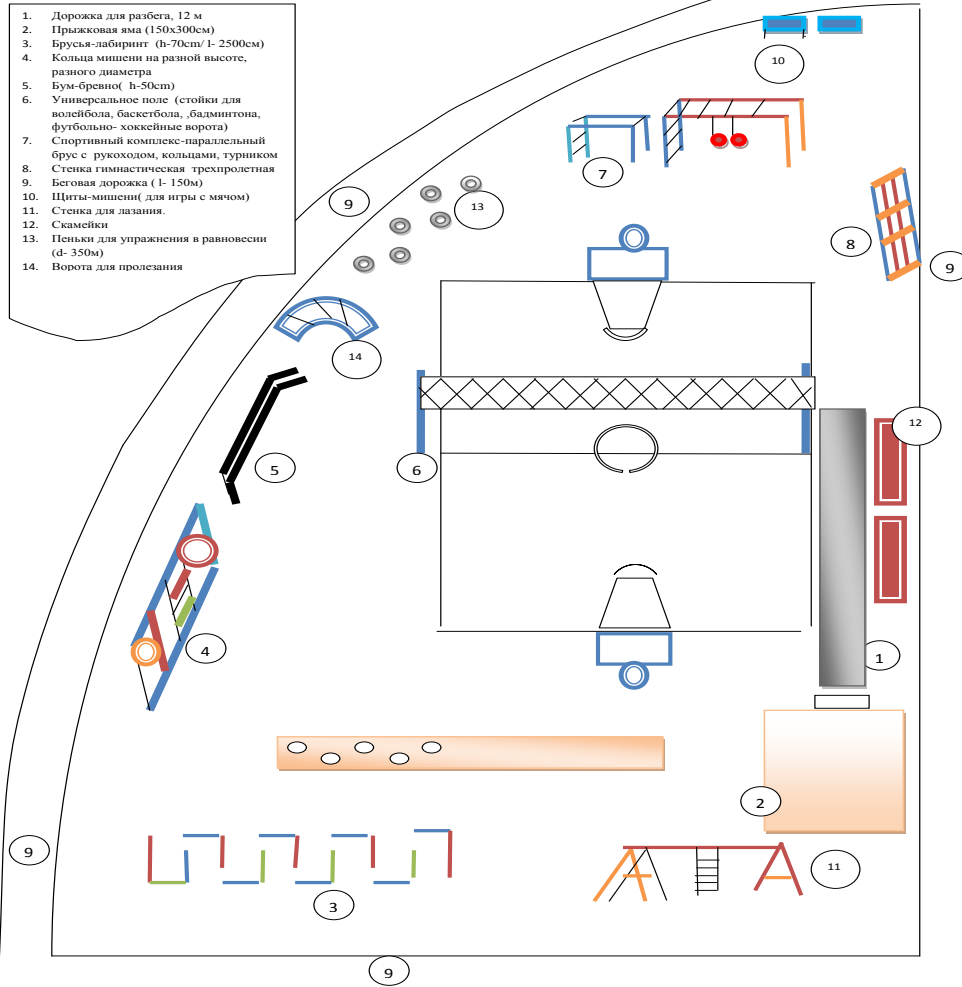 1. Дорожка для разбега, 12 м
2. Прыжковая яма (150х300см)
3. Брусья-лабиринт (h-70cm/ l- 2500см)
4. Кольца мишени на разной высоте,
разного диаметра
5. Бум-бревно( h-50cm)
6. Универсальное поле (стойки для
волейбола, баскетбола, ,бадминтона,
футбольно- хоккейные ворота)
7. Спортивный комплекс-параллельный
брус с рукоходом, кольцами, турником
8. Стенка гимнастическая трехпролетная
9. Беговая дорожка ( l- 150м)
10. Щиты-мишени( для игры с мячом)
11. Стенка для лазания.
12. Скамейки
13. Пеньки для упражнения в равновесии
(d- 350м)
14. Ворота для пролезания
10
7
9
13
8
9
14
12
5
6
4
1
2
9
11
3
9